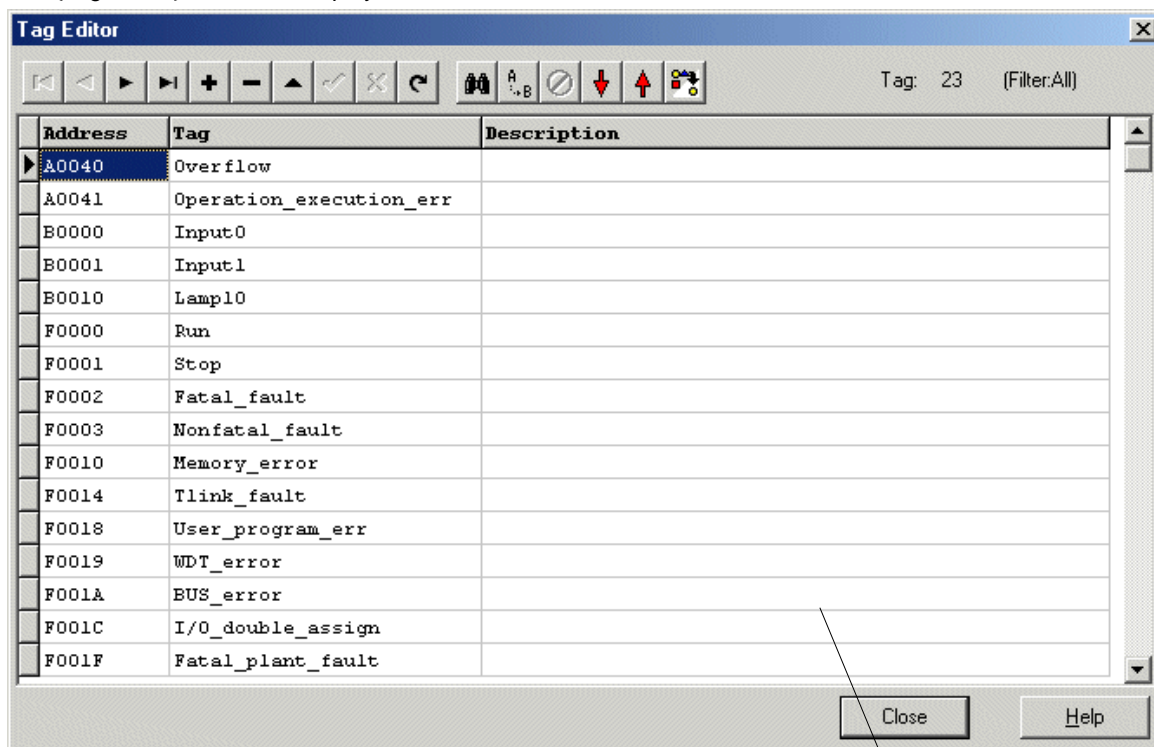 Tag Editor
Tag: 23 (Filter:All)
Address Tag Description
A0040 Overflow
A0041 Operation_execution_err
B0000 Input0
B0001 Input1
B0010 Lamp10
F0000 Run
F0001 Stop
F0002 Fatal_fault
F0003 Nonfatal_fault
F0010 Memory_error
F0014 Tlink_fault
F0018 User_program_err
F0019 WDT_error
F001A BUS_error
F001C I/O_double_assign
F001F Fatal_plant_fault
Close Help